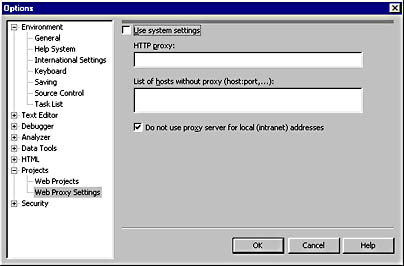 Options
Environment
General
Help System
International Settings
Keyboard
Saving
Source Control
Task List
Text Editor
Debugger
Analyzer
Data Tools
HTML
Projects
Web Projects
Web Proxy Settings
Security
Use system settings
HTTP proxy:
List of hosts without proxy (host:port,...):
Do not use proxy server for local (intranet) addresses
OK Cancel Help